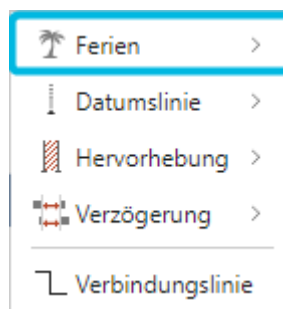 Ferien
Datumslinie
Hervorhebung
Verzögerung
Verbindungslinie